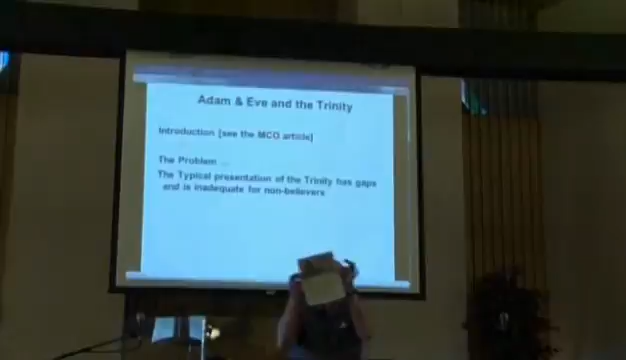 Adam & Eve and the Trinity
Introduction [see the MCO article]
The Problem ...
The Typical presentation of the Trinity has gaps
and is inadequate for non-believers